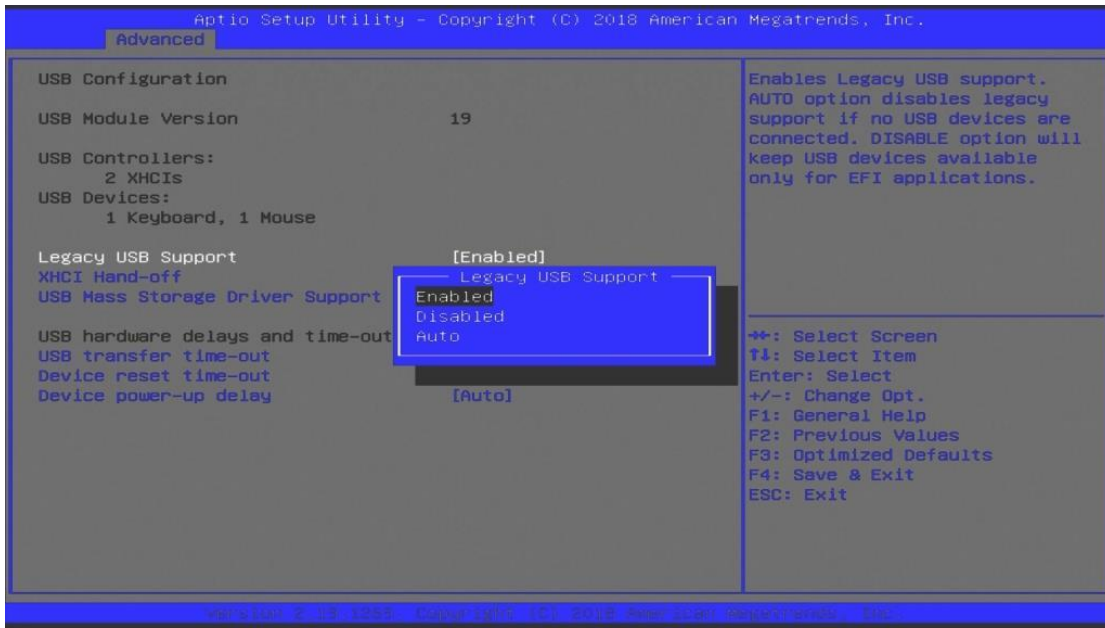 Aptio Setup Utility - Copyright (C) 2018 American Megatrends, Inc.
Advanced
USB Configuration
USB Module Version 19
USB Controllers:
2 XHCIs
USB Devices:
1 Keyboard, 1 Mouse
Legacy USB Support [Enabled]
XHCI Hand-off
USB Mass Storage Driver Support
USB hardware delays and time-out
USB transfer time-out
Device reset time-out
Device power-up delay [Auto]
Legacy USB Support
Enabled
Disabled
Auto
Enables Legacy USB support.
AUTO option disables legacy
support if no USB devices are
connected. DISABLE option will
keep USB devices available
only for EFI applications.
→←: Select Screen
↑↓: Select Item
Enter: Select
+/-: Change Opt.
F1: General Help
F2: Previous Values
F3: Optimized Defaults
F4: Save & Exit
ESC: Exit
Copyright (C) 2018 American Megatrends, Inc.